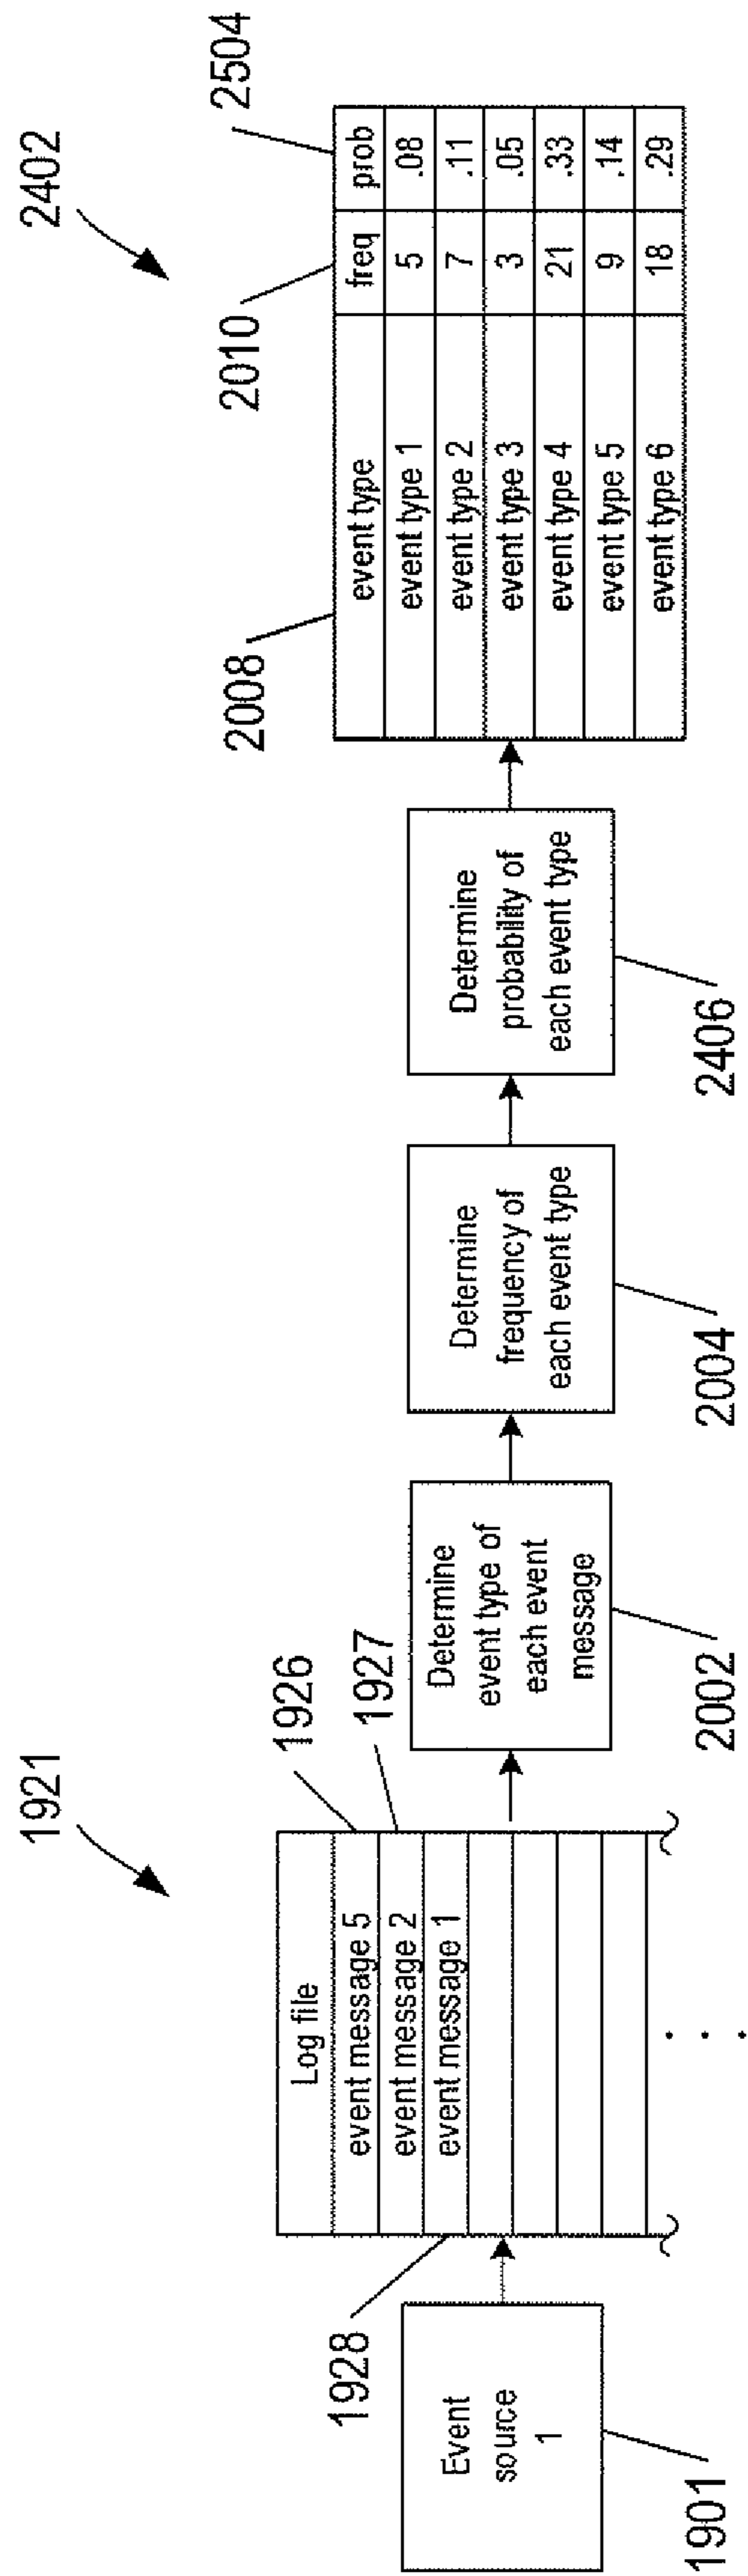 1921
2402
Event
source
1
1901
Log file
event message 5
event message 2
event message 1
1926
1927
1928
. . .
Determine
event type of
each event
message
2002
Determine
frequency of
each event type
2004
Determine
probability of
each event type
2406
2008
2010
2504
event type freq prob
event type 1 5 .08
event type 2 7 .11
event type 3 3 .05
event type 4 21 .33
event type 5 9 .14
event type 6 18 .29